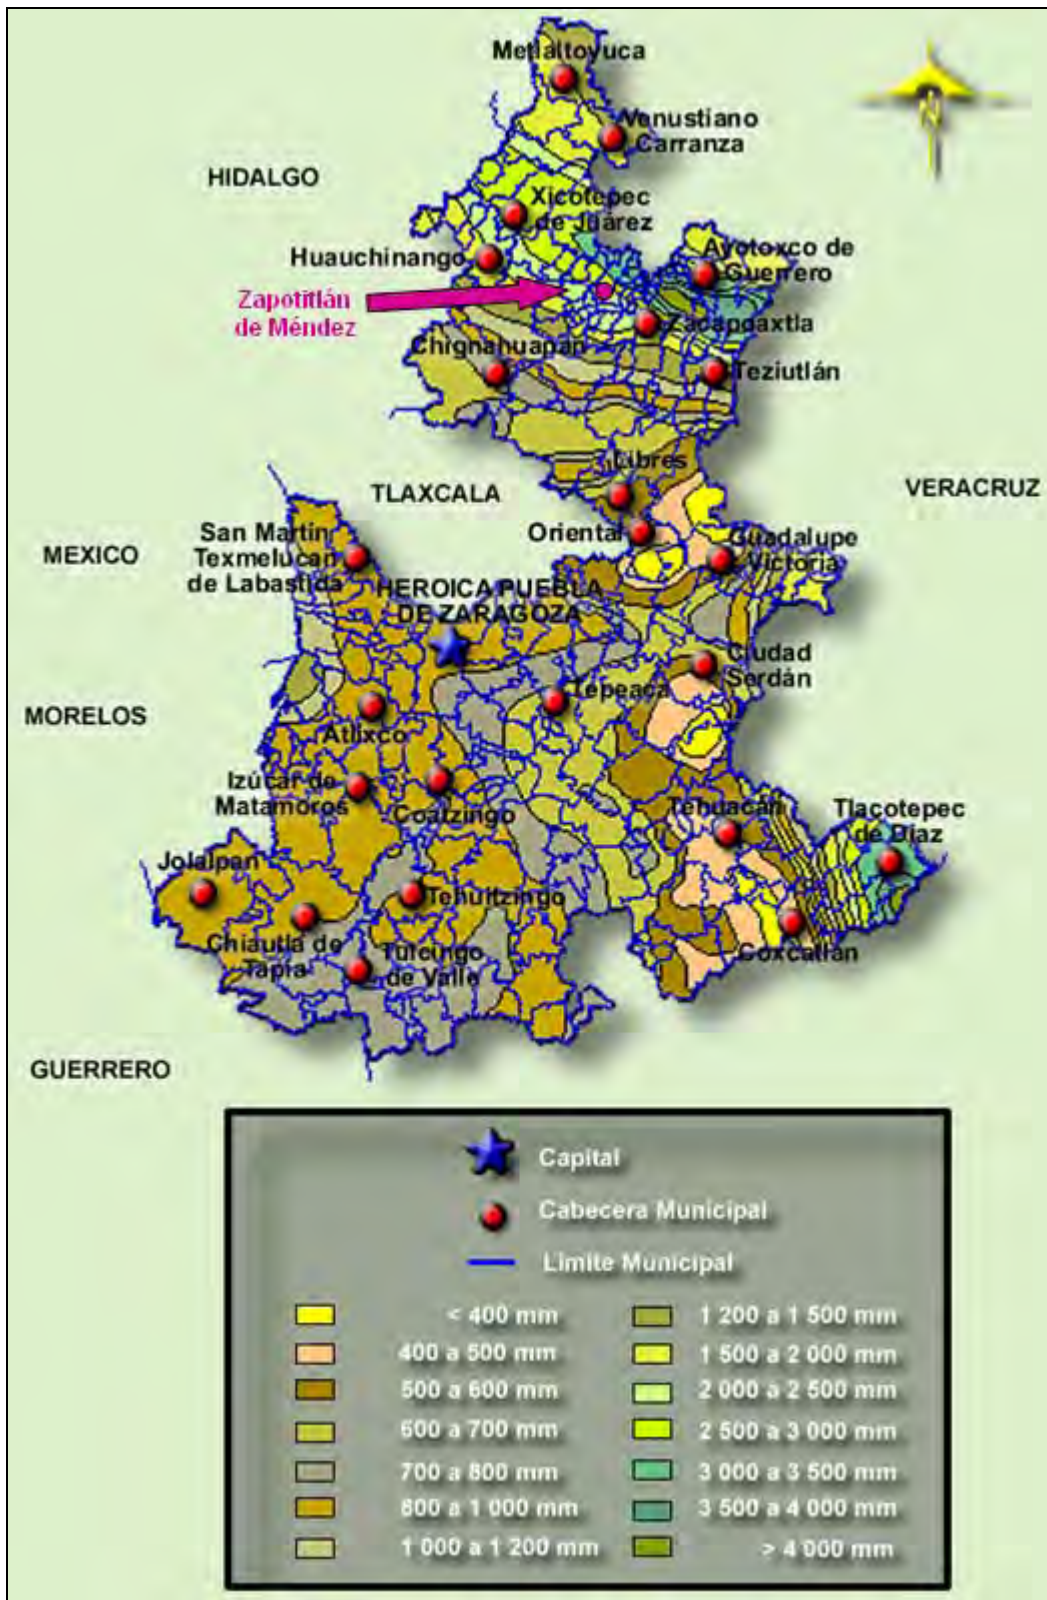 Metlaltoyuca
Venustiano
Carranza
HIDALGO
Xicotepec
de Juárez
Ayotoxco de
Guerrero
Huauchinango
Zapotitlán
de Méndez
Zacapoaxtla
Chignahuapan
Teziutlán
Libres
TLAXCALA
VERACRUZ
San Martín
Texmelucan
de Labastida
Oriental
Guadalupe
Victoria
MEXICO
HEROICA PUEBLA
DE ZARAGOZA
Ciudad
Serdán
Tepeaca
MORELOS
Atlixco
Izúcar de
Matamoros
Coatzingo
Tehuacán
Tlacotepec
de Díaz
Jolalpan
Tehuitzingo
Chiautla de
Tapia
Tulcingo
de Valle
Coxcatlán
GUERRERO
N
Capital
Cabecera Municipal
Límite Municipal
< 400 mm
400 a 500 mm
500 a 600 mm
600 a 700 mm
700 a 800 mm
800 a 1 000 mm
1 000 a 1 200 mm
1 200 a 1 500 mm
1 500 a 2 000 mm
2 000 a 2 500 mm
2 500 a 3 000 mm
3 000 a 3 500 mm
3 500 a 4 000 mm
> 4 000 mm